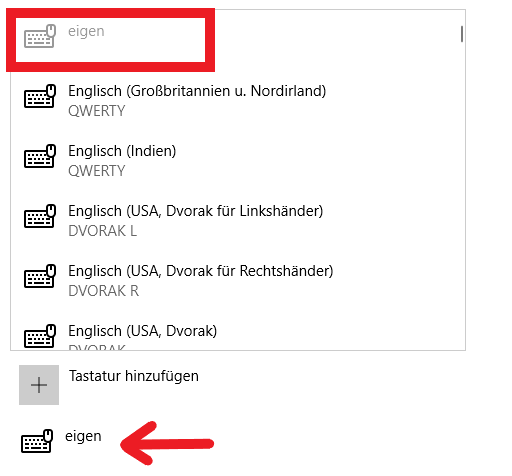 eigen
Englisch (Großbritannien u. Nordirland)
QWERTY
Englisch (Indien)
QWERTY
Englisch (USA, Dvorak für Linkshänder)
DVORAK L
Englisch (USA, Dvorak für Rechtshänder)
DVORAK R
Englisch (USA, Dvorak)
DVORAK
Tastatur hinzufügen
eigen